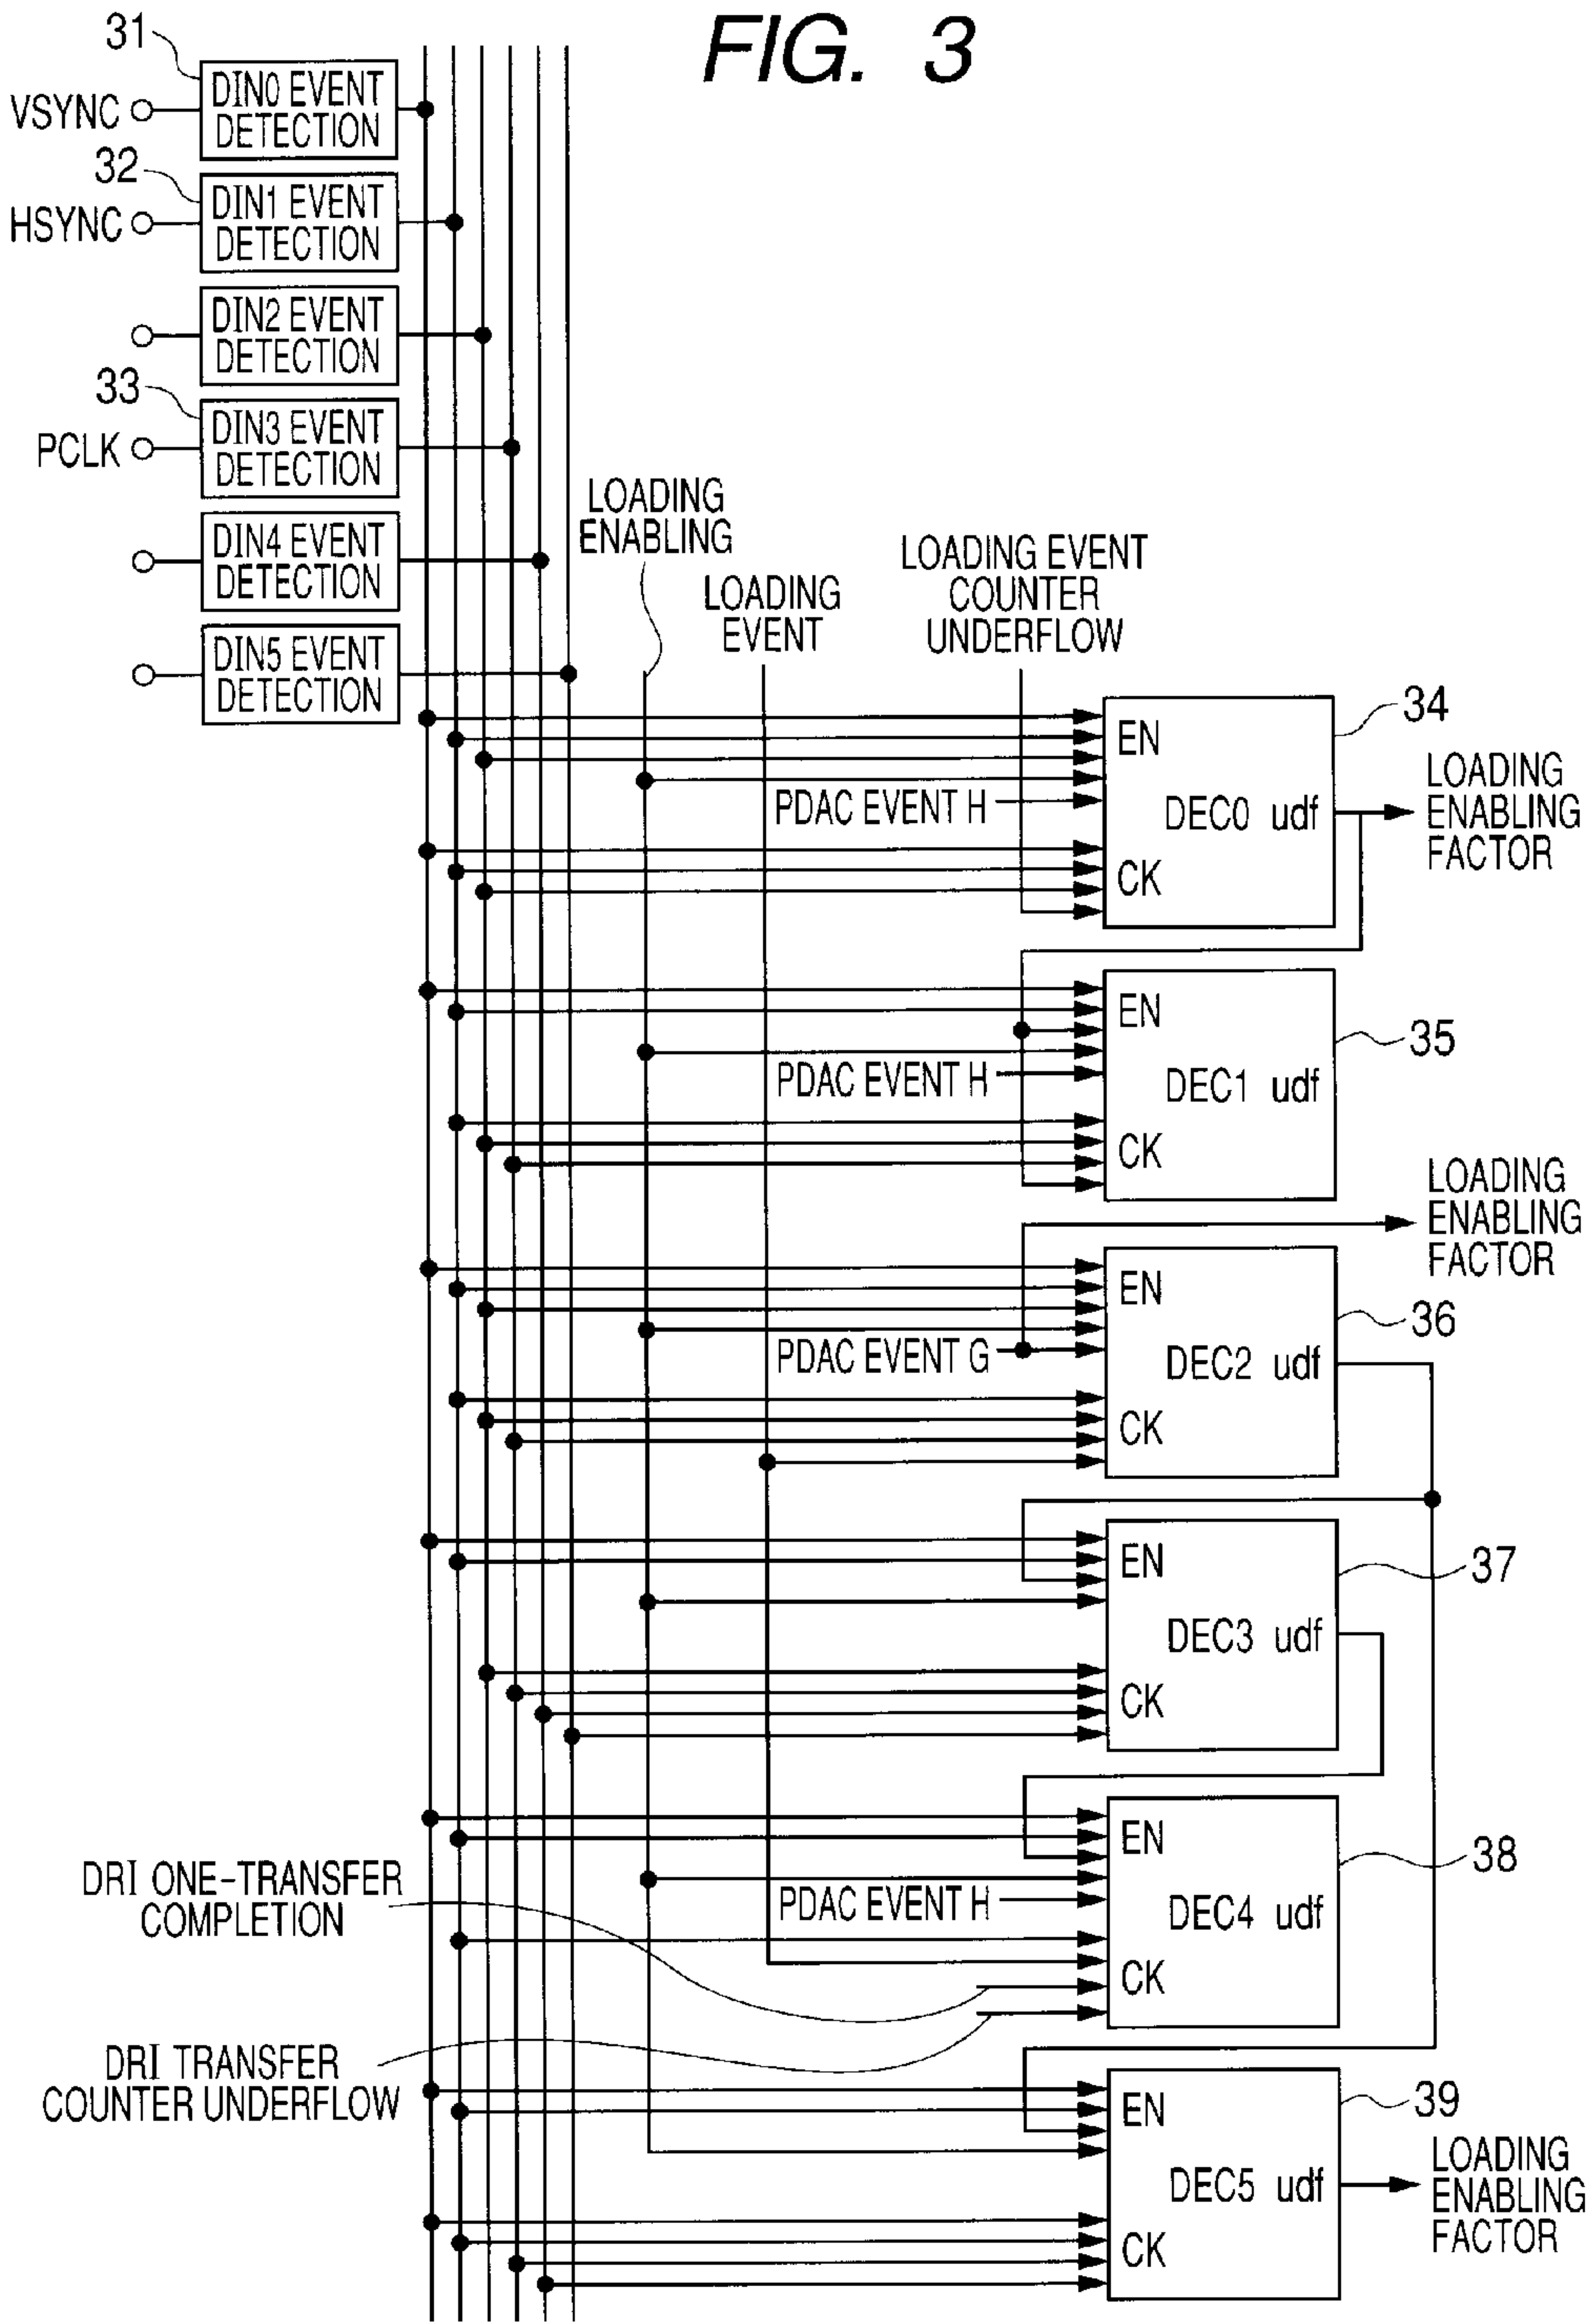 FIG. 3
31
VSYNC
DIN0 EVENT
DETECTION
32
HSYNC
DIN1 EVENT
DETECTION
DIN2 EVENT
DETECTION
33
PCLK
DIN3 EVENT
DETECTION
DIN4 EVENT
DETECTION
DIN5 EVENT
DETECTION
LOADING
ENABLING
LOADING
EVENT
LOADING EVENT
COUNTER
UNDERFLOW
34
EN
PDAC EVENT H
DEC0 udf
CK
LOADING
ENABLING
FACTOR
35
EN
PDAC EVENT H
DEC1 udf
CK
LOADING
ENABLING
FACTOR
36
EN
PDAC EVENT G
DEC2 udf
CK
37
EN
DEC3 udf
CK
38
EN
DRI ONE-TRANSFER
COMPLETION
PDAC EVENT H
DEC4 udf
CK
DRI TRANSFER
COUNTER UNDERFLOW
39
EN
DEC5 udf
CK
LOADING
ENABLING
FACTOR